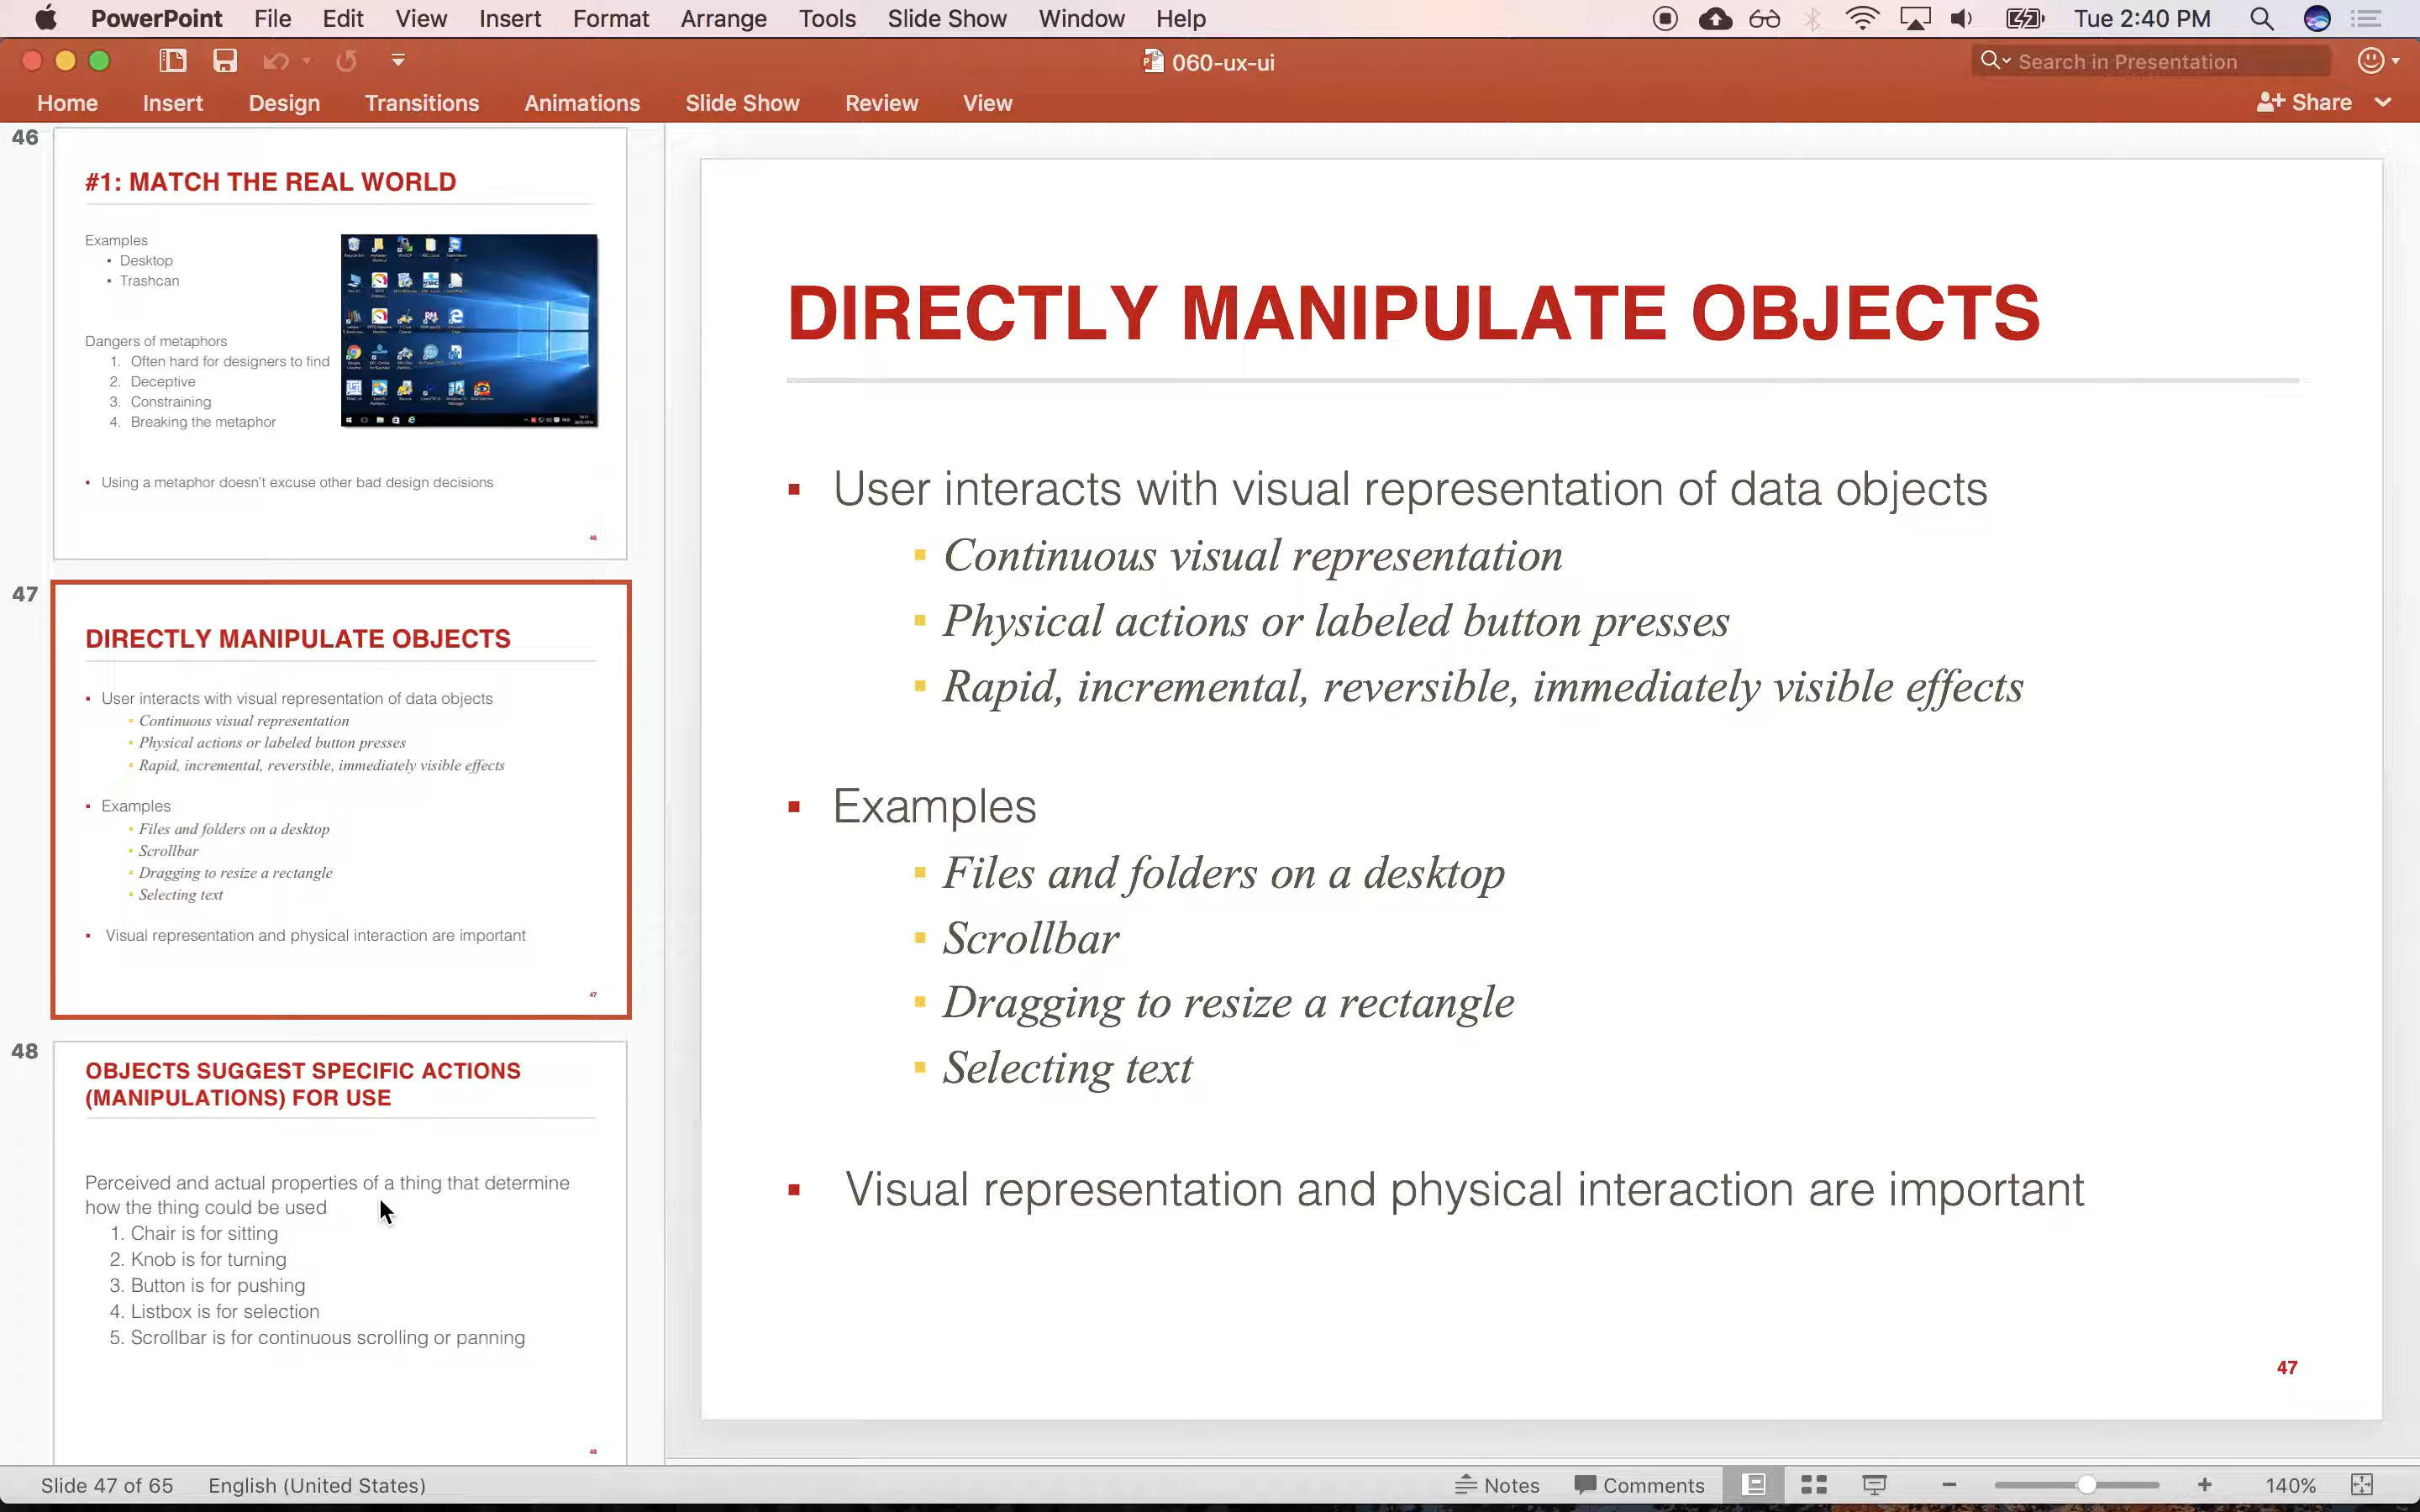 PowerPoint File Edit View Insert Format Arrange Tools Slide Show Window Help Tue 2:40 PM
060-ux-ui
Search in Presentation
Home Insert Design Transitions Animations Slide Show Review View Share
46
#1: MATCH THE REAL WORLD
Examples
Desktop
Trashcan
Dangers of metaphors
1. Often hard for designers to find
2. Deceptive
3. Constraining
4. Breaking the metaphor
Using a metaphor doesn't excuse other bad design decisions
46
47
DIRECTLY MANIPULATE OBJECTS
User interacts with visual representation of data objects
Continuous visual representation
Physical actions or labeled button presses
Rapid, incremental, reversible, immediately visible effects
Examples
Files and folders on a desktop
Scrollbar
Dragging to resize a rectangle
Selecting text
Visual representation and physical interaction are important
47
48
OBJECTS SUGGEST SPECIFIC ACTIONS
(MANIPULATIONS) FOR USE
Perceived and actual properties of a thing that determine
how the thing could be used
1. Chair is for sitting
2. Knob is for turning
3. Button is for pushing
4. Listbox is for selection
5. Scrollbar is for continuous scrolling or panning
48
DIRECTLY MANIPULATE OBJECTS
User interacts with visual representation of data objects
Continuous visual representation
Physical actions or labeled button presses
Rapid, incremental, reversible, immediately visible effects
Examples
Files and folders on a desktop
Scrollbar
Dragging to resize a rectangle
Selecting text
Visual representation and physical interaction are important
47
Slide 47 of 65 English (United States) Notes Comments 140%